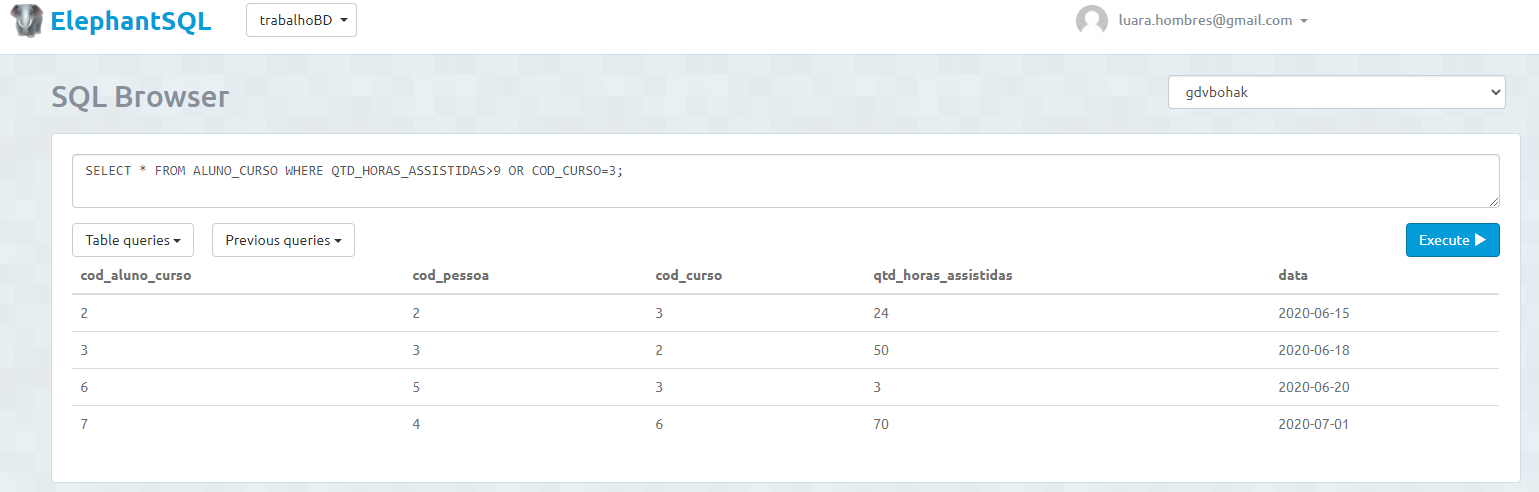 ElephantSQL trabalhoBD luara.hombres@gmail.com
SQL Browser gdvbohak
SELECT * FROM ALUNO_CURSO WHERE QTD_HORAS_ASSISTIDAS>9 OR COD_CURSO=3;
Table queries Previous queries Execute
cod_aluno_curso cod_pessoa cod_curso qtd_horas_assistidas data
2 2 3 24 2020-06-15
3 3 2 50 2020-06-18
6 5 3 3 2020-06-20
7 4 6 70 2020-07-01